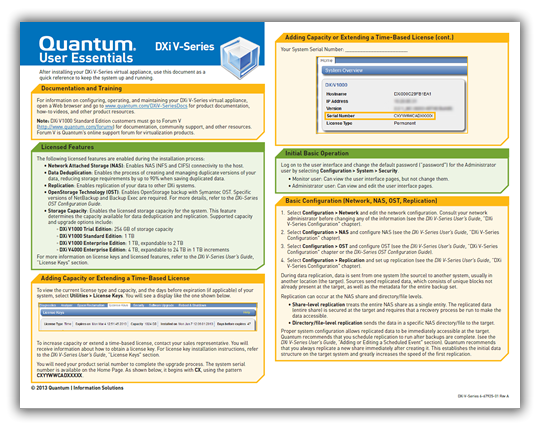 Quantum.
User Essentials
DXi V-Series
After installing your DXi V-Series virtual appliance, use this document as a
quick reference to keep the system up and running.
Documentation and Training
For information on configuring, operating, and maintaining your DXi V-Series virtual appliance,
open a Web browser and go to www.quantum.com/DXiV-SeriesDocs for product documentation,
how-to-videos, and other product resources.
Note: DXi V1000 Standard Edition customers must go to Forum V
(http://www.quantum.com/forumv) for documentation, community support, and other resources.
Forum V is Quantum's online support forum for virtualization products.
Licensed Features
The following licensed features are enabled during the installation process.
• Network Attached Storage (NAS). Enables NAS (NFS and CIFS) connectivity to the host.
• Data Deduplication. Enables the process of creating and managing duplicate versions of your
data, reducing storage requirements by up to 90% when saving duplicated data.
• Replication. Enables replication of your data to other DXi systems.
• OpenStorage Technology (OST). Enables OpenStorage backup with Symantec OST. Specific
versions of NetBackup and Backup Exec are required. For more details, refer to the DXi-Series
OST Configuration Guide.
• Storage Capacity. Enables the licensed storage capacity for the system. This feature
determines the capacity available for data deduplication and replication. Supported capacity
and upgrade options include:
- DXi V1000 Trial Edition: 256 GB of storage capacity
- DXi V1000 Standard Edition: 1 TB
- DXi V1000 Enterprise Edition: 1 TB, expandable to 2 TB
- DXi V4000 Enterprise Edition: 4 TB, expandable to 24 TB in 1 TB increments
For more information on license keys and licensed features, refer to the DXi V-Series User's Guide,
"License Keys" section.
Adding Capacity or Extending a Time-Based License
To view the current license type and capacity, and the days before expiration (if applicable) of your
system, select Utilities > License Keys. You will see a display like the one shown below.
License Keys
To increase capacity or extend a time-based license, contact your sales representative. You will
receive information about how to obtain a license key. For license key installation instructions, refer
to the DXi V-Series User's Guide, "License Keys" section.
You will need your product serial number to complete the upgrade process. The system serial
number is available on the Home Page. As shown below, it begins with CX, using the pattern
CXYYWWCADXXXXX.
© 2013 Quantum | Information Solutions
Adding Capacity or Extending a Time-Based License (cont.)
Your System Serial Number:
Home
System Overview
DXiV1000
Hostname
IP Address
Version
Serial Number CXYYWWCADXXXXX
License Type Permanent
Initial Basic Operation
Log on to the user interface and change the default password ("password") for the Administrator
user by selecting Configuration > System > Security.
• Monitor user: Can view the user interface pages, but not change them.
• Administrator user: Can view and edit the user interface pages.
Basic Configuration (Network, NAS, OST, Replication)
1. Select Configuration > Network and edit the network configuration. Consult your network
administrator before changing any of the information (see the DXi V-Series User's Guide, "DXi
V-Series Configuration" chapter).
2. Select Configuration > NAS and configure NAS (see the DXi V-Series User's Guide, "DXi V-Series
Configuration" chapter).
3. Select Configuration > OST and configure OST (see the DXi V-Series User's Guide, "DXi V-Series
Configuration" chapter or the DXi-Series OST Configuration Guide).
4. Select Configuration > Replication and set up replication (see the DXi V-Series User's Guide, "DXi
V-Series Configuration" chapter).
During data replication, data is sent from one system (the source) to another system, usually in
another location (the target). Sources send replicated data, which consists of unique blocks not
already present at the target, as well as the metadata for the entire backup set.
Replication can occur at the NAS share and directory/file levels.
• Share-level replication treats the entire NAS share as a single entity. The replicated data
(entire share) is secured at the target and requires that a recovery process be run to make the data
accessible.
• Directory/file-level replication sends the data in a specific NAS directory/file to the target.
Proper system configuration allows replicated data to be immediately accessible at the target.
Quantum recommends that you schedule replication to run after backups are complete. (see the
DXi V-Series User's Guide, "Adding or Editing a Scheduled Event" section). Quantum recommends
that you always replicate a new share immediately after creating it. This establishes the initial data
structure on the target system and greatly increases the speed of the first replication.
DXi V-Series 6-67925-01 Rev A